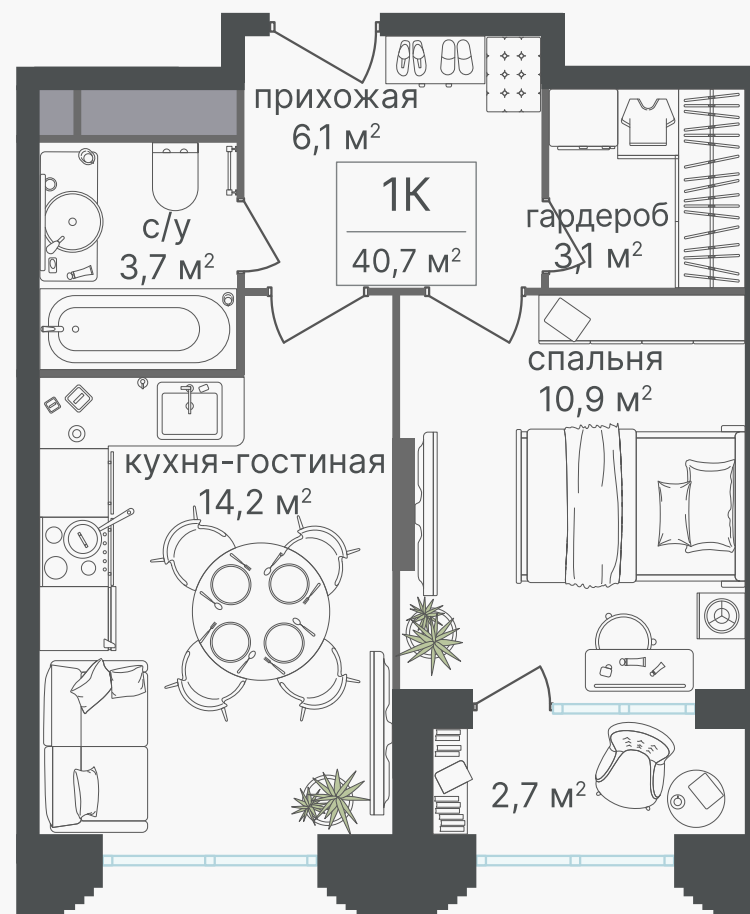 прихожая
6,1 м²
1К
40,7 м²
с/у
3,7 м²
гардероб
3,1 м²
спальня
10,9 м²
кухня-гостиная
14,2 м²
2,7 м²